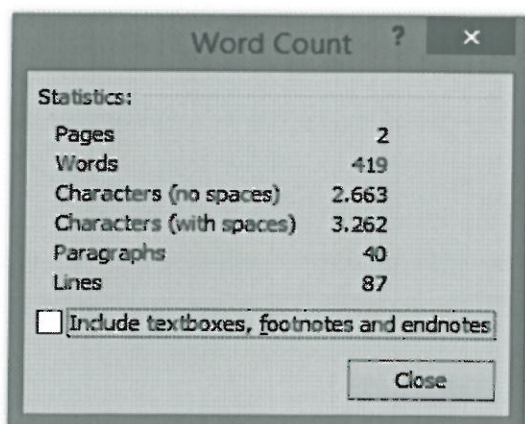 Word Count ? ×
Statistics:
Pages 2
Words 419
Characters (no spaces) 2.663
Characters (with spaces) 3.262
Paragraphs 40
Lines 87
Include textboxes, footnotes and endnotes
Close